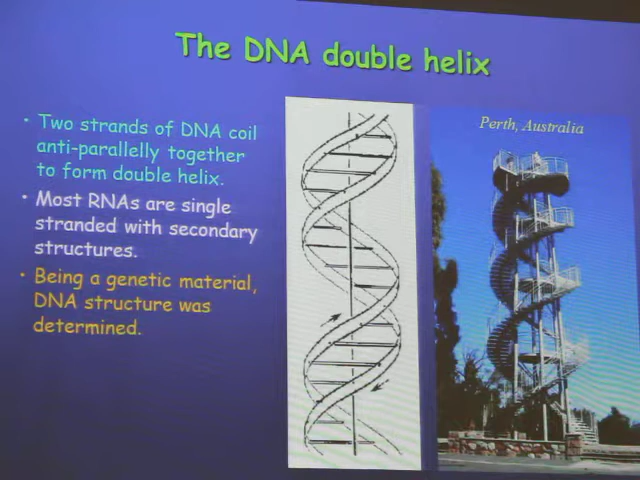 The DNA double helix
• Two strands of DNA coil
anti-parallelly together
to form double helix.
• Most RNAs are single
stranded with secondary
structures.
• Being a genetic material,
DNA structure was
determined.
Perth, Australia